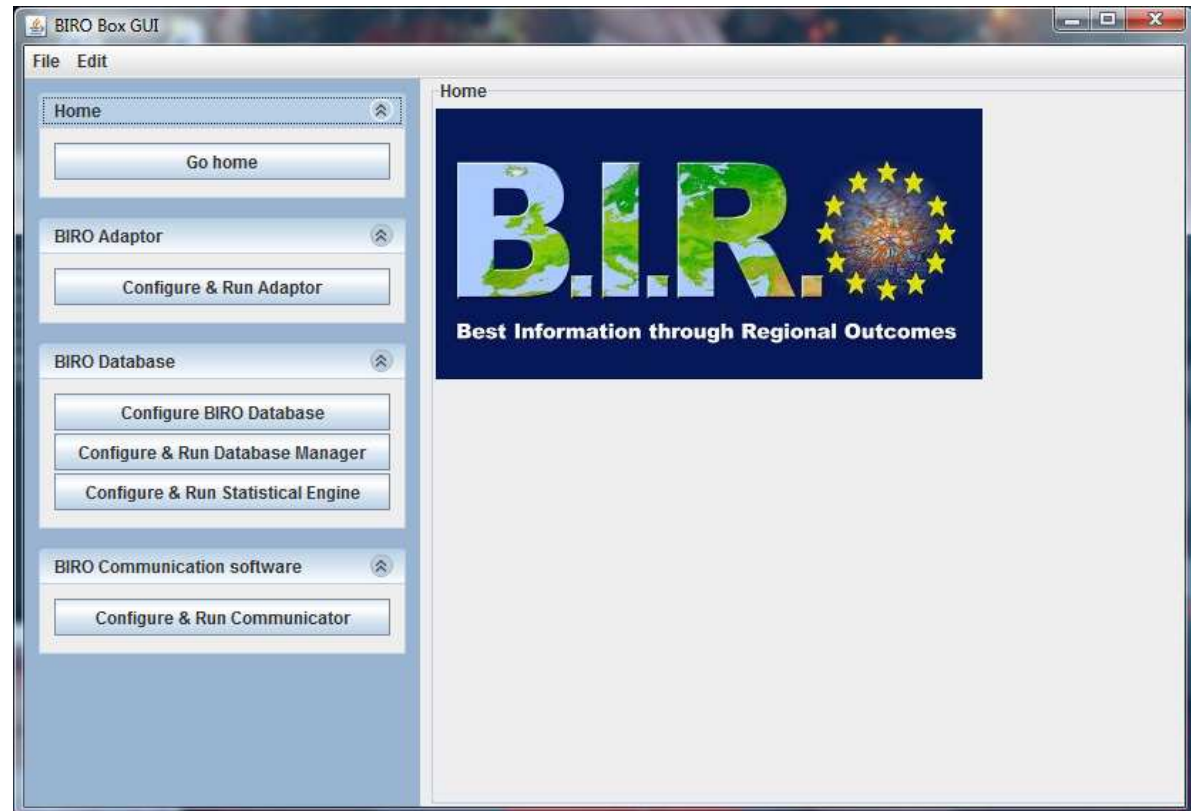 BIRO Box GUI
File Edit
Home
Go home
BIRO Adaptor
Configure & Run Adaptor
BIRO Database
Configure BIRO Database
Configure & Run Database Manager
Configure & Run Statistical Engine
BIRO Communication software
Configure & Run Communicator
Home
B.I.R.
Best Information through Regional Outcomes